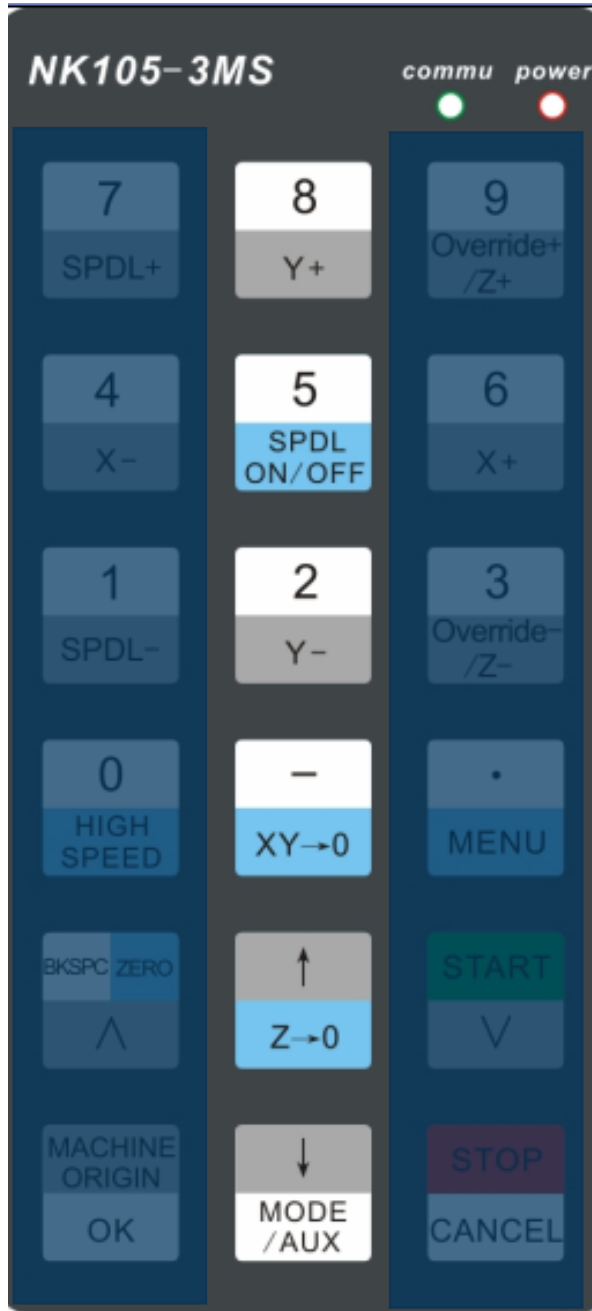 NK105-3MS
commu power
7 8 9
SPDL+ Y+ Override+
/Z+
4 5 6
X- SPDL X+
ON/OFF
1 2 3
SPDL- Y- Override-
/Z-
0 - .
HIGH XY→0 MENU
SPEED
BKSPC ZERO ↑ START
∧ Z→0 ∨
MACHINE ↓ STOP
ORIGIN
OK MODE CANCEL
/AUX